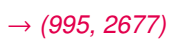 → (995, 2677)